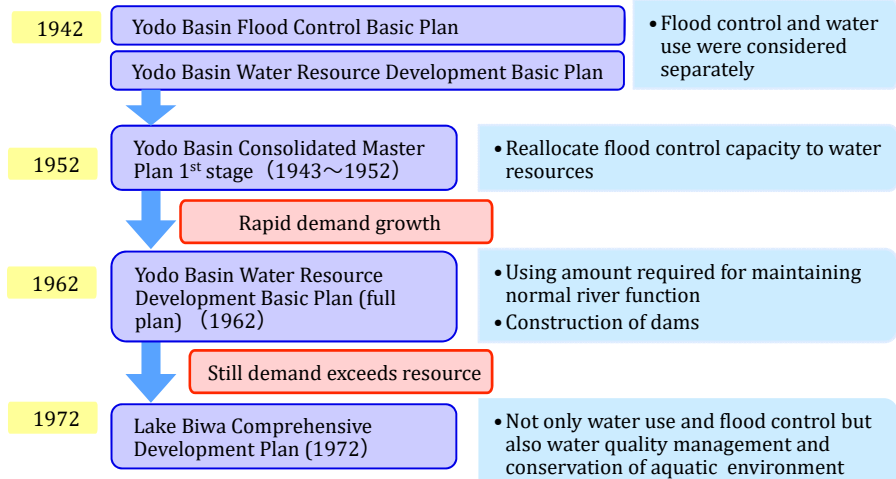 1942
Yodo Basin Flood Control Basic Plan
Yodo Basin Water Resource Development Basic Plan
• Flood control and water
use were considered
separately
1952
Yodo Basin Consolidated Master
Plan 1st stage（1943～1952）
• Reallocate flood control capacity to water
resources
Rapid demand growth
1962
Yodo Basin Water Resource
Development Basic Plan (full
plan) （1962）
• Using amount required for maintaining
normal river function
• Construction of dams
Still demand exceeds resource
1972
Lake Biwa Comprehensive
Development Plan (1972)
• Not only water use and flood control but
also water quality management and
conservation of aquatic environment